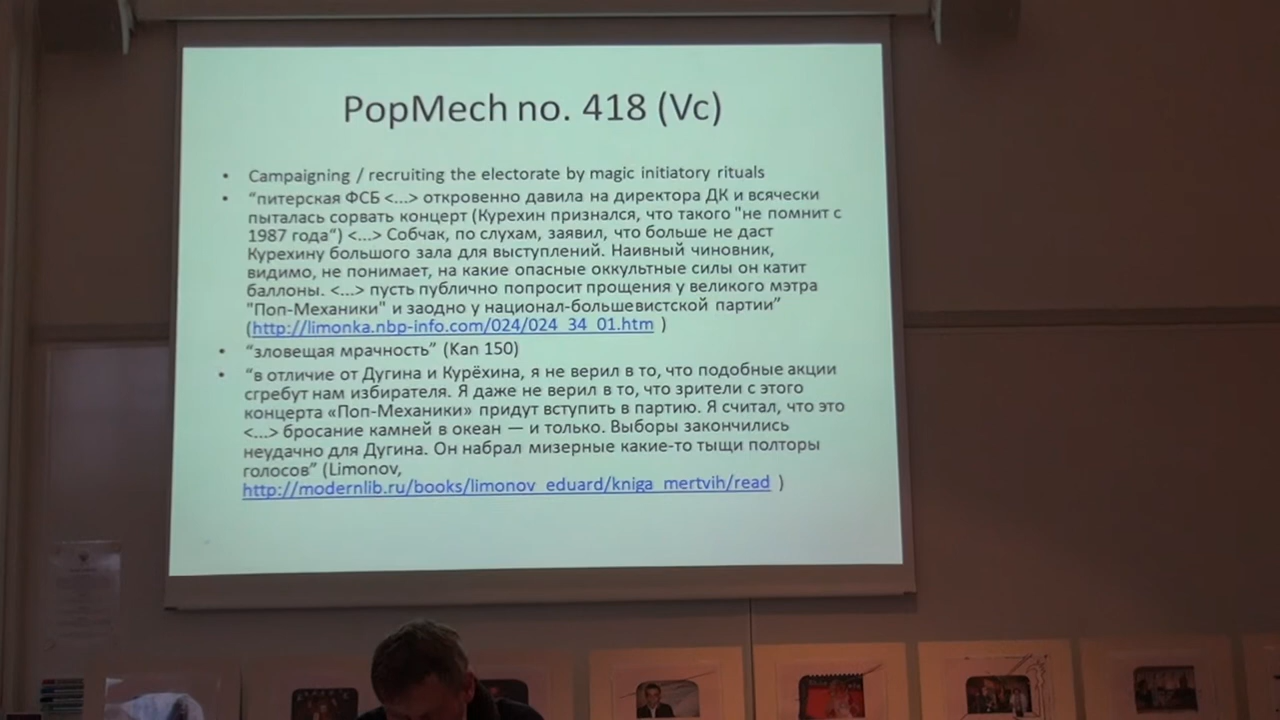 PopMech no. 418 (Vc)
• Campaigning / recruiting the electorate by magic initiatory rituals
• “питерская ФСБ <...> откровенно давила на директора ДК и всячески
пыталась сорвать концерт (Курехин признался, что такого "не помнит с
1987 года“) <...> Собчак, по слухам, заявил, что больше не даст
Курехину большого зала для выступлений. Наивный чиновник,
видимо, не понимает, на какие опасные оккультные силы он катит
баллоны. <...> пусть публично попросит прощения у великого мэтра
"Поп-Механики" и заодно у национал-большевистской партии”
(http://limonka.nbp-info.com/024/024_34_01.htm )
• “зловещая мрачность” (Kan 150)
• “в отличие от Дугина и Курёхина, я не верил в то, что подобные акции
сгребут нам избирателя. Я даже не верил в то, что зрители с этого
концерта «Поп-Механики» придут вступить в партию. Я считал, что это
<...> бросание камней в океан — и только. Выборы закончились
неудачно для Дугина. Он набрал мизерные какие-то тыщи полторы
голосов” (Limonov,
http://modernlib.ru/books/limonov_eduard/kniga_mertvih/read )